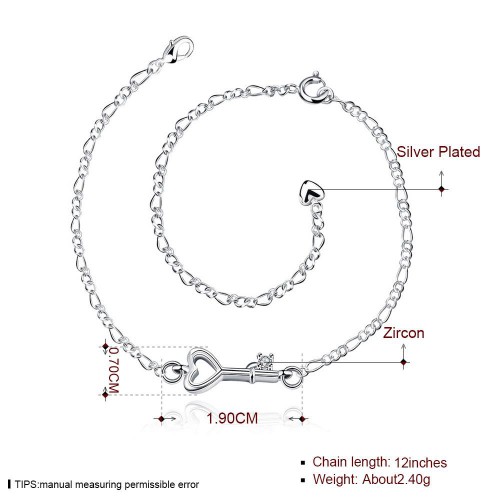 Silver Plated
Zircon
0.70CM
1.90CM
Chain length: 12inches
Weight: About2.40g
TIPS:manual measuring permissible error